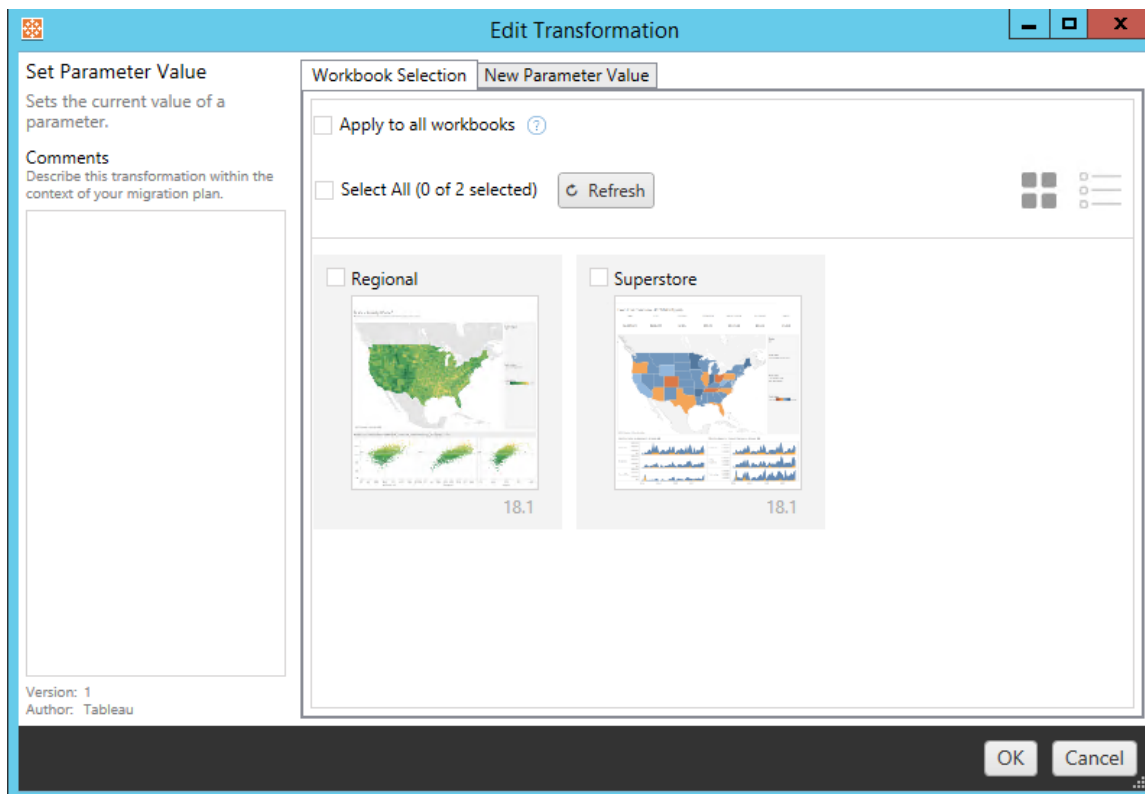 Edit Transformation
Set Parameter Value
Sets the current value of a
parameter.
Comments
Describe this transformation within the
context of your migration plan.
Version: 1
Author: Tableau
Workbook Selection
New Parameter Value
Apply to all workbooks ?
Select All (0 of 2 selected)
Refresh
Regional
18.1
Superstore
18.1
OK
Cancel